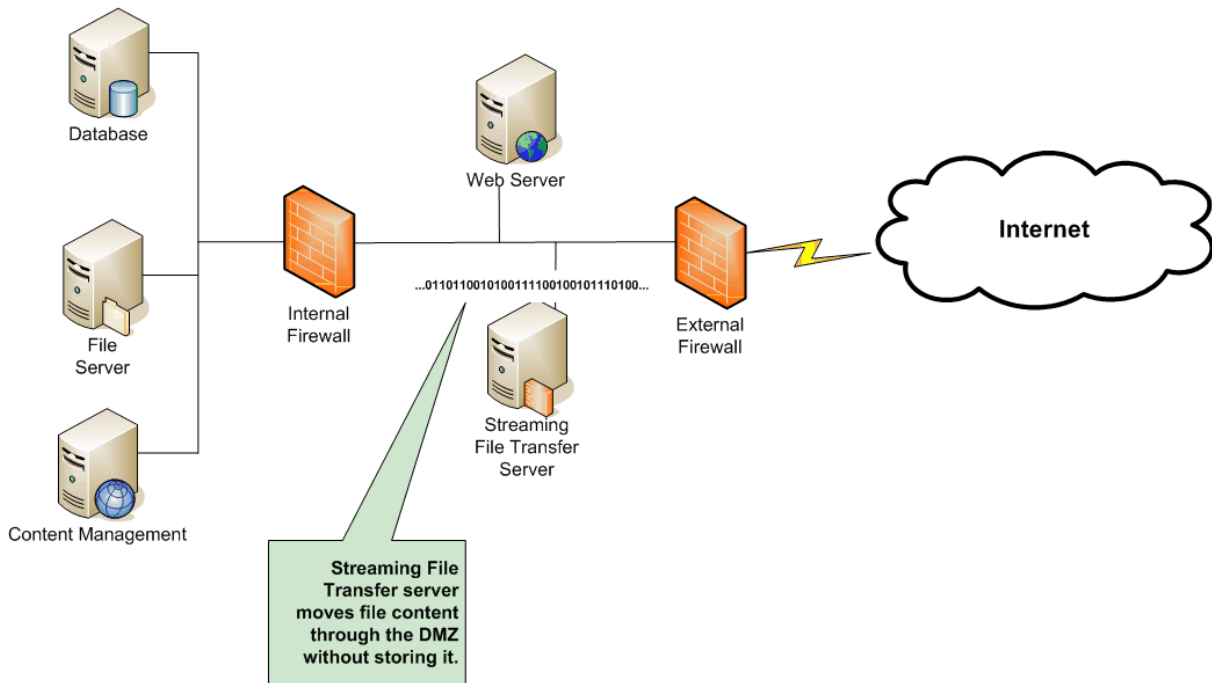 Database
Web Server
Internet
File
Server
Internal
Firewall
...0110110010100111100100101110100...
External
Firewall
Streaming
File Transfer
Server
Content Management
Streaming File
Transfer server
moves file content
through the DMZ
without storing it.